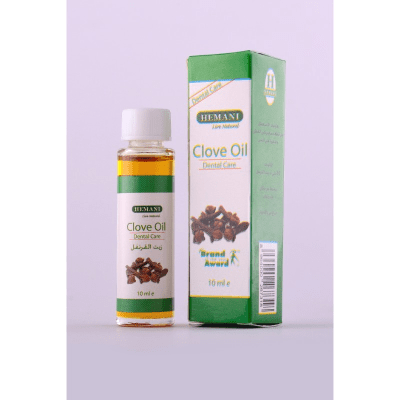 HEMANI
Live Natural
Dental Care
Clove Oil
زيت القرنفل
10 ml e
Dental Care
HEMANI
Live Natural
Clove Oil
Dental Care
Brand
Award
10 ml e
H
HEMANI